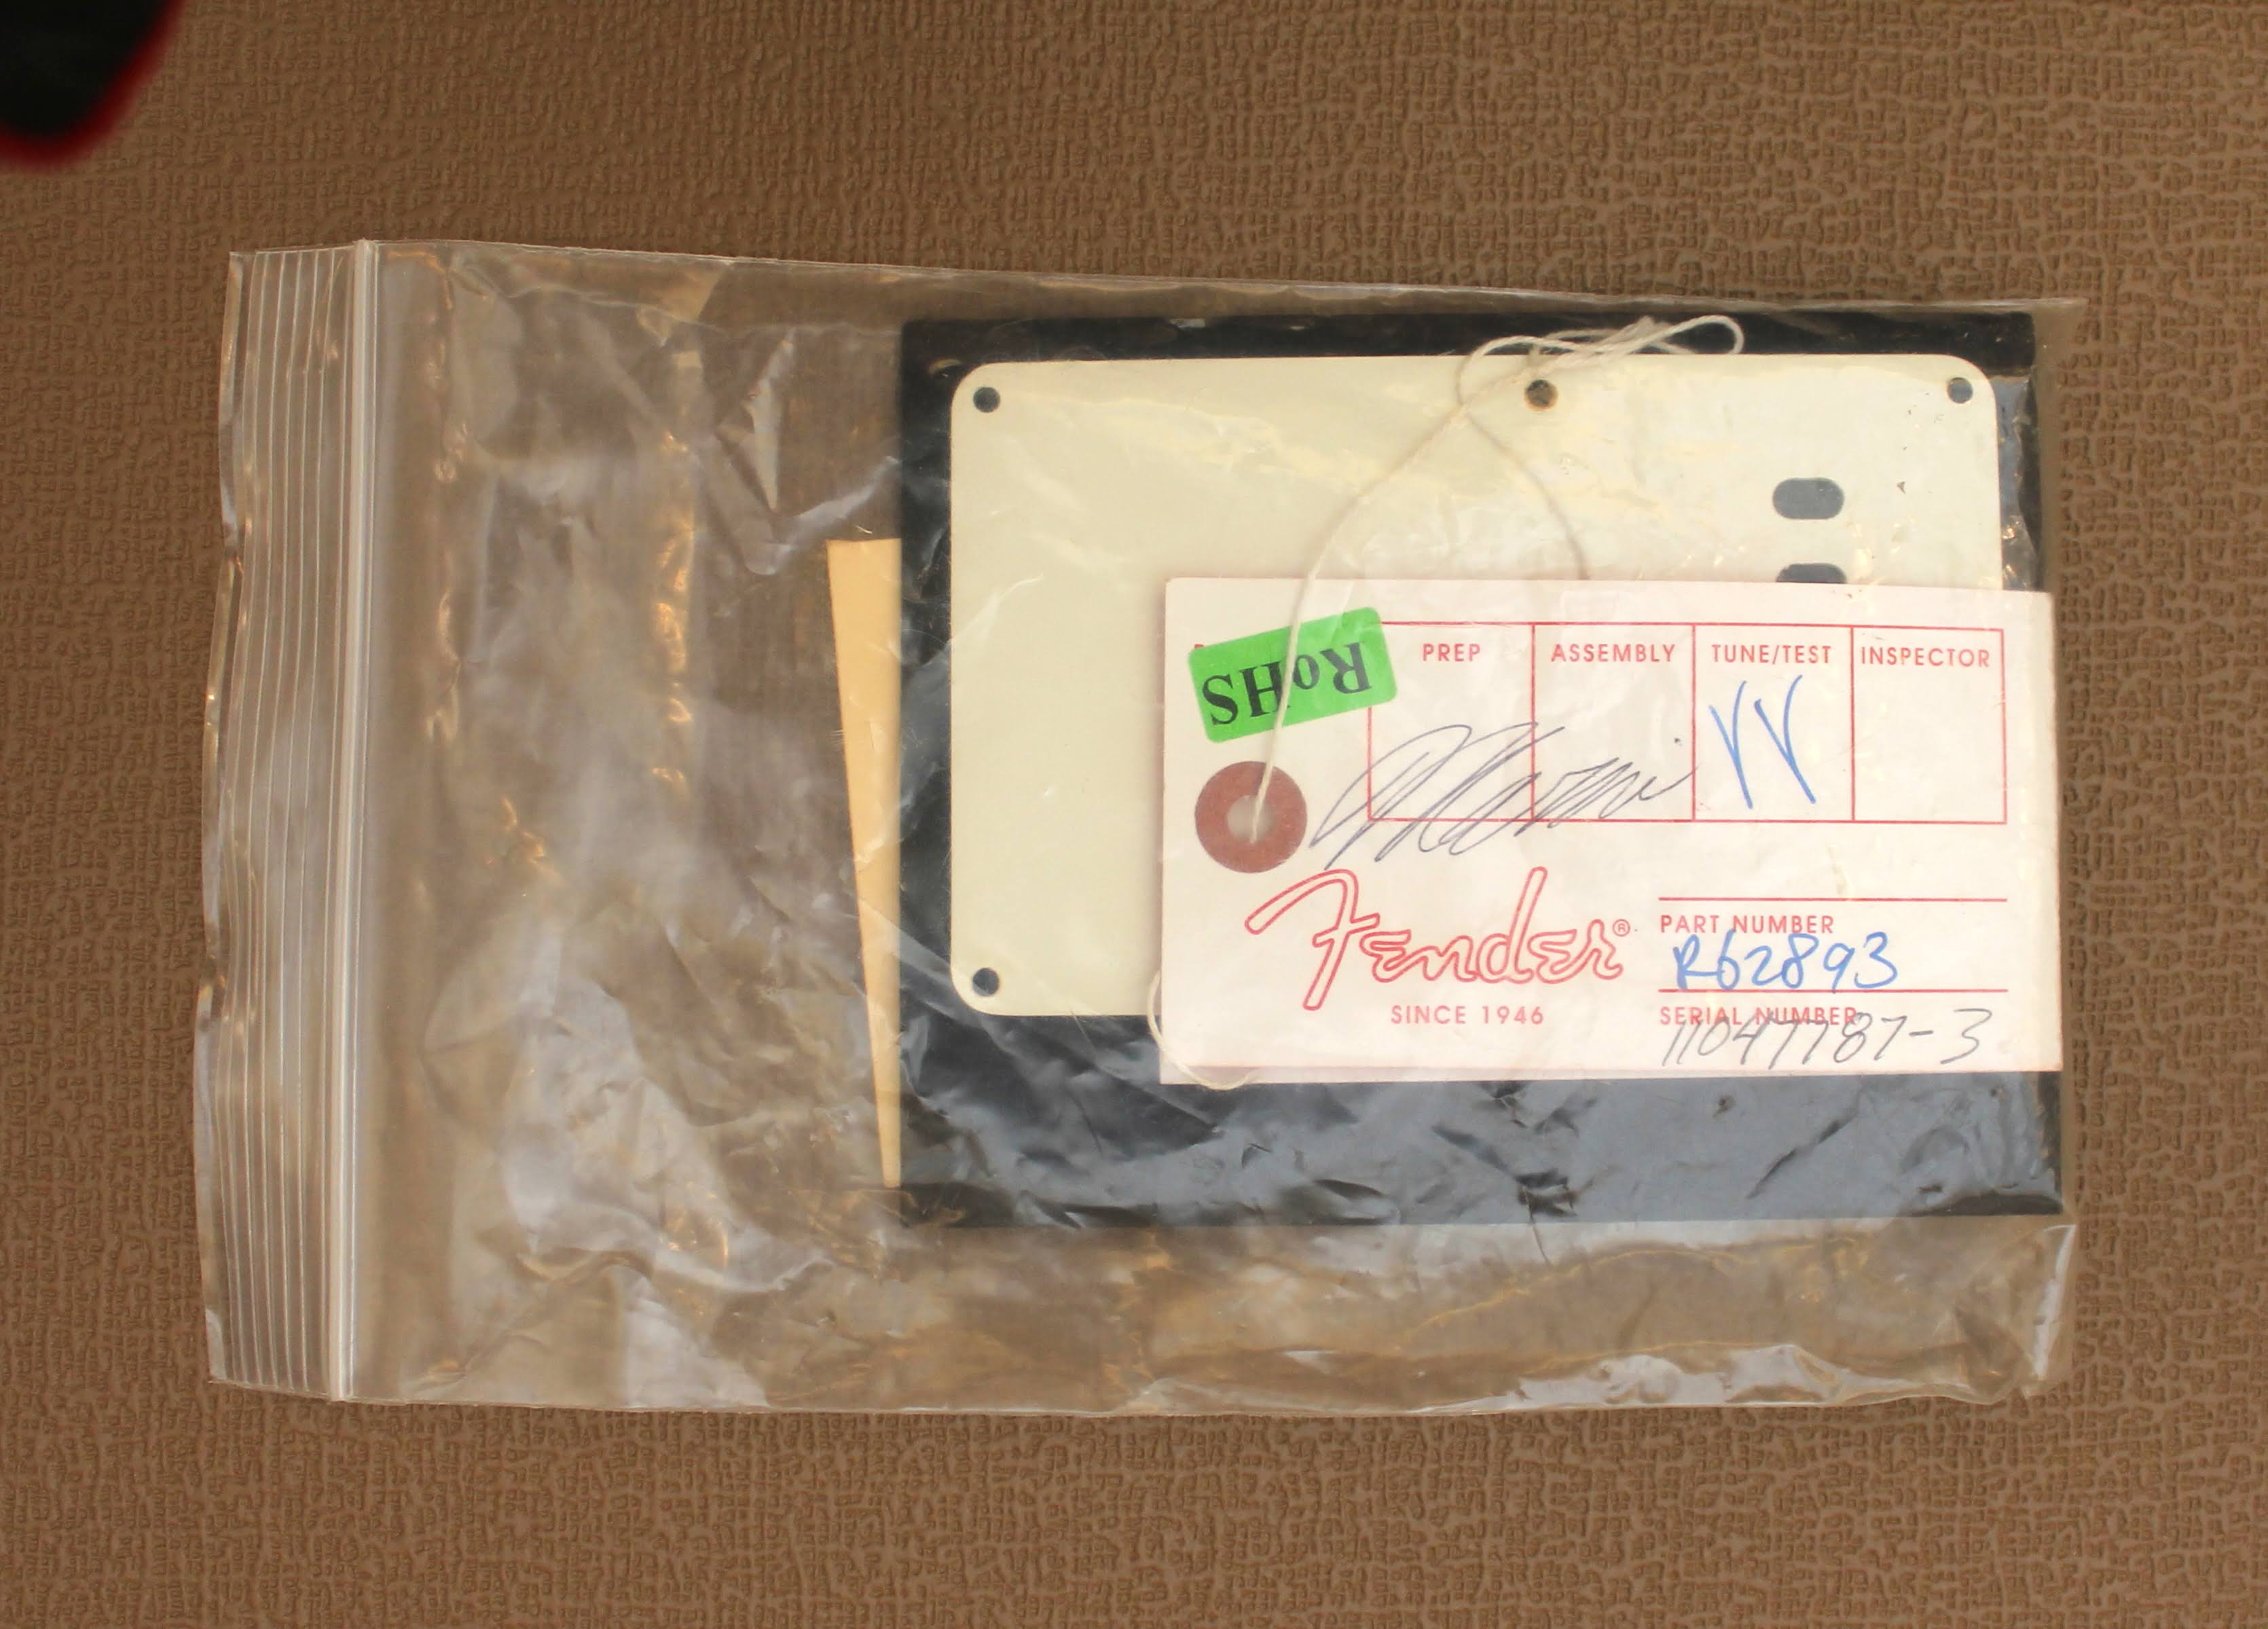 RoHS
PREP ASSEMBLY TUNE/TEST INSPECTOR
Fender®
SINCE 1946
PART NUMBER
R62893
SERIAL NUMBER
11047787-3